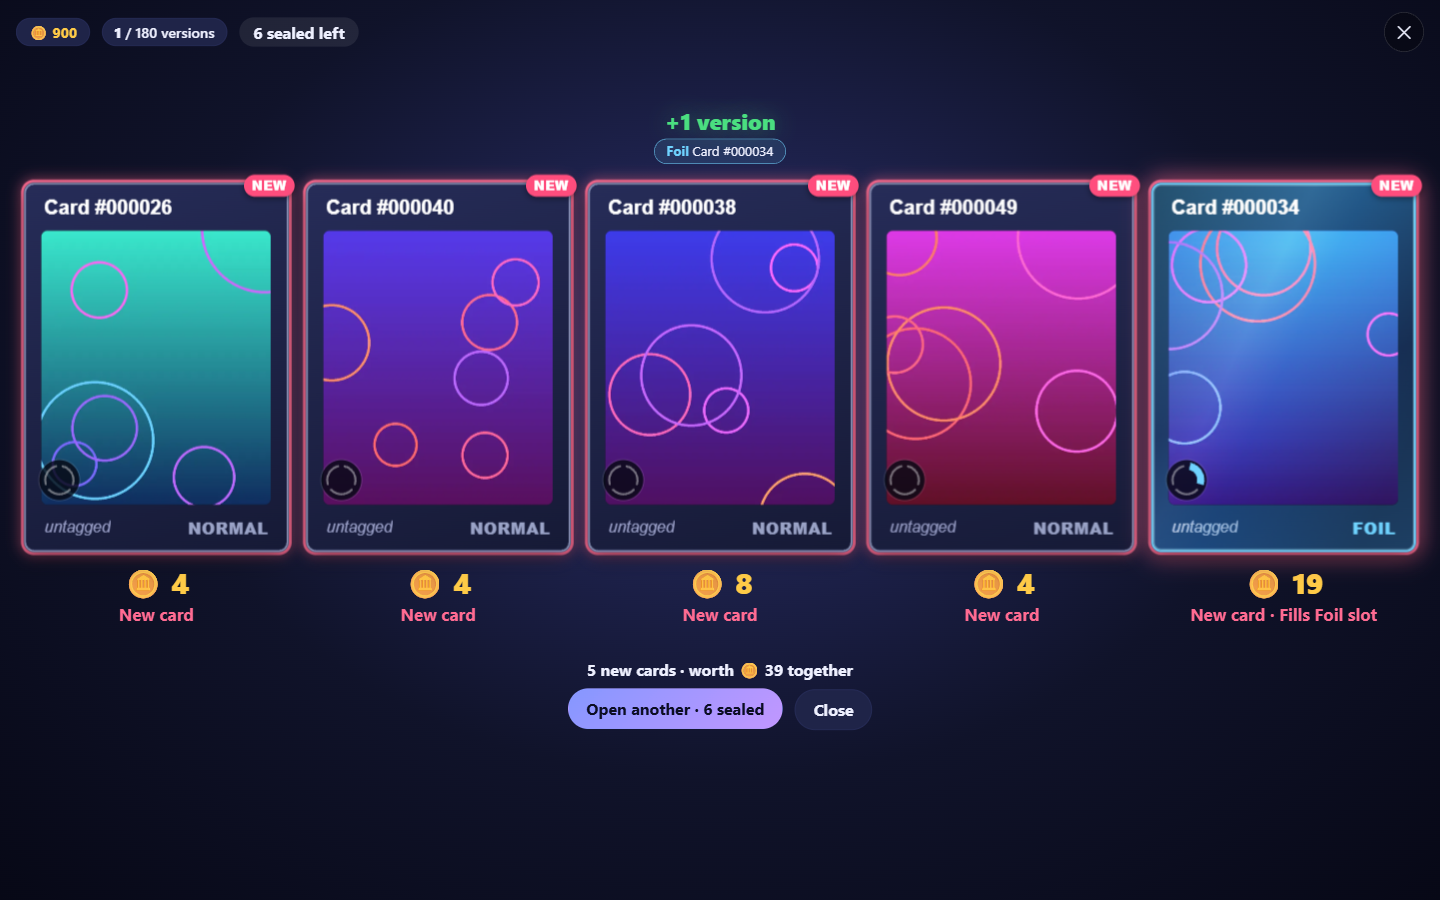 900
1 / 180 versions
6 sealed left
+1 version
Foil Card #000034
NEW
Card #000026
untagged
NORMAL
4
New card
NEW
Card #000040
untagged
NORMAL
4
New card
NEW
Card #000038
untagged
NORMAL
8
New card
NEW
Card #000049
untagged
NORMAL
4
New card
NEW
Card #000034
untagged
FOIL
19
New card · Fills Foil slot
5 new cards · worth 39 together
Open another · 6 sealed
Close